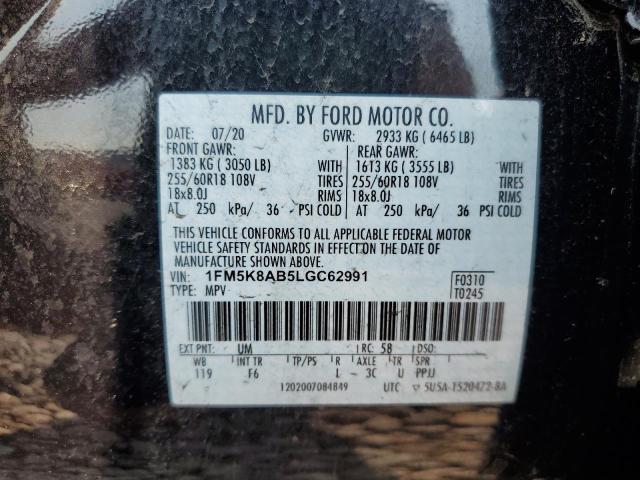 MFD. BY FORD MOTOR CO.
DATE: 07/20 GVWR: 2933 KG ( 6465 LB)
FRONT GAWR: REAR GAWR:
1383 KG ( 3050 LB) WITH 1613 KG ( 3555 LB) WITH
255/60R18 108V TIRES 255/60R18 108V TIRES
18x8.0J RIMS 18x8.0J RIMS
AT 250 kPa/ 36 PSI COLD AT 250 kPa/ 36 PSI COLD
THIS VEHICLE CONFORMS TO ALL APPLICABLE FEDERAL MOTOR
VEHICLE SAFETY STANDARDS IN EFFECT ON THE DATE OF
MANUFACTURE SHOWN ABOVE.
VIN: 1FM5K8AB5LGC62991 F0310
TYPE: MPV T0245
EXT PNT: UM RC: 58 DSO:
WB INT TR TP/PS R AXLE TR SPR
119 F6 L 3C U PPJJ
1202007084849 UTC 5U5A-1520472-BA